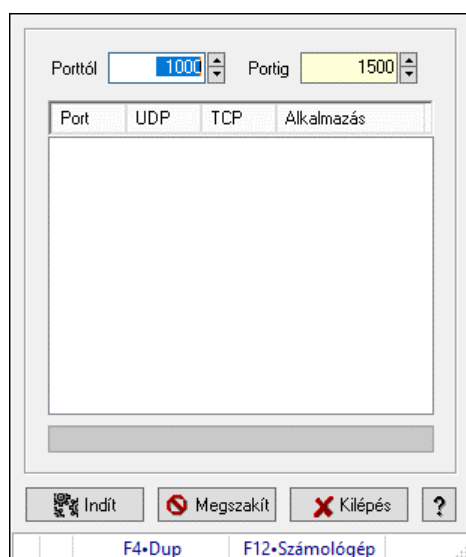 Porttól 1000 Portig 1500
Port UDP TCP Alkalmazás
Indít Megszakít Kilépés ?
F4•Dup F12•Számológép